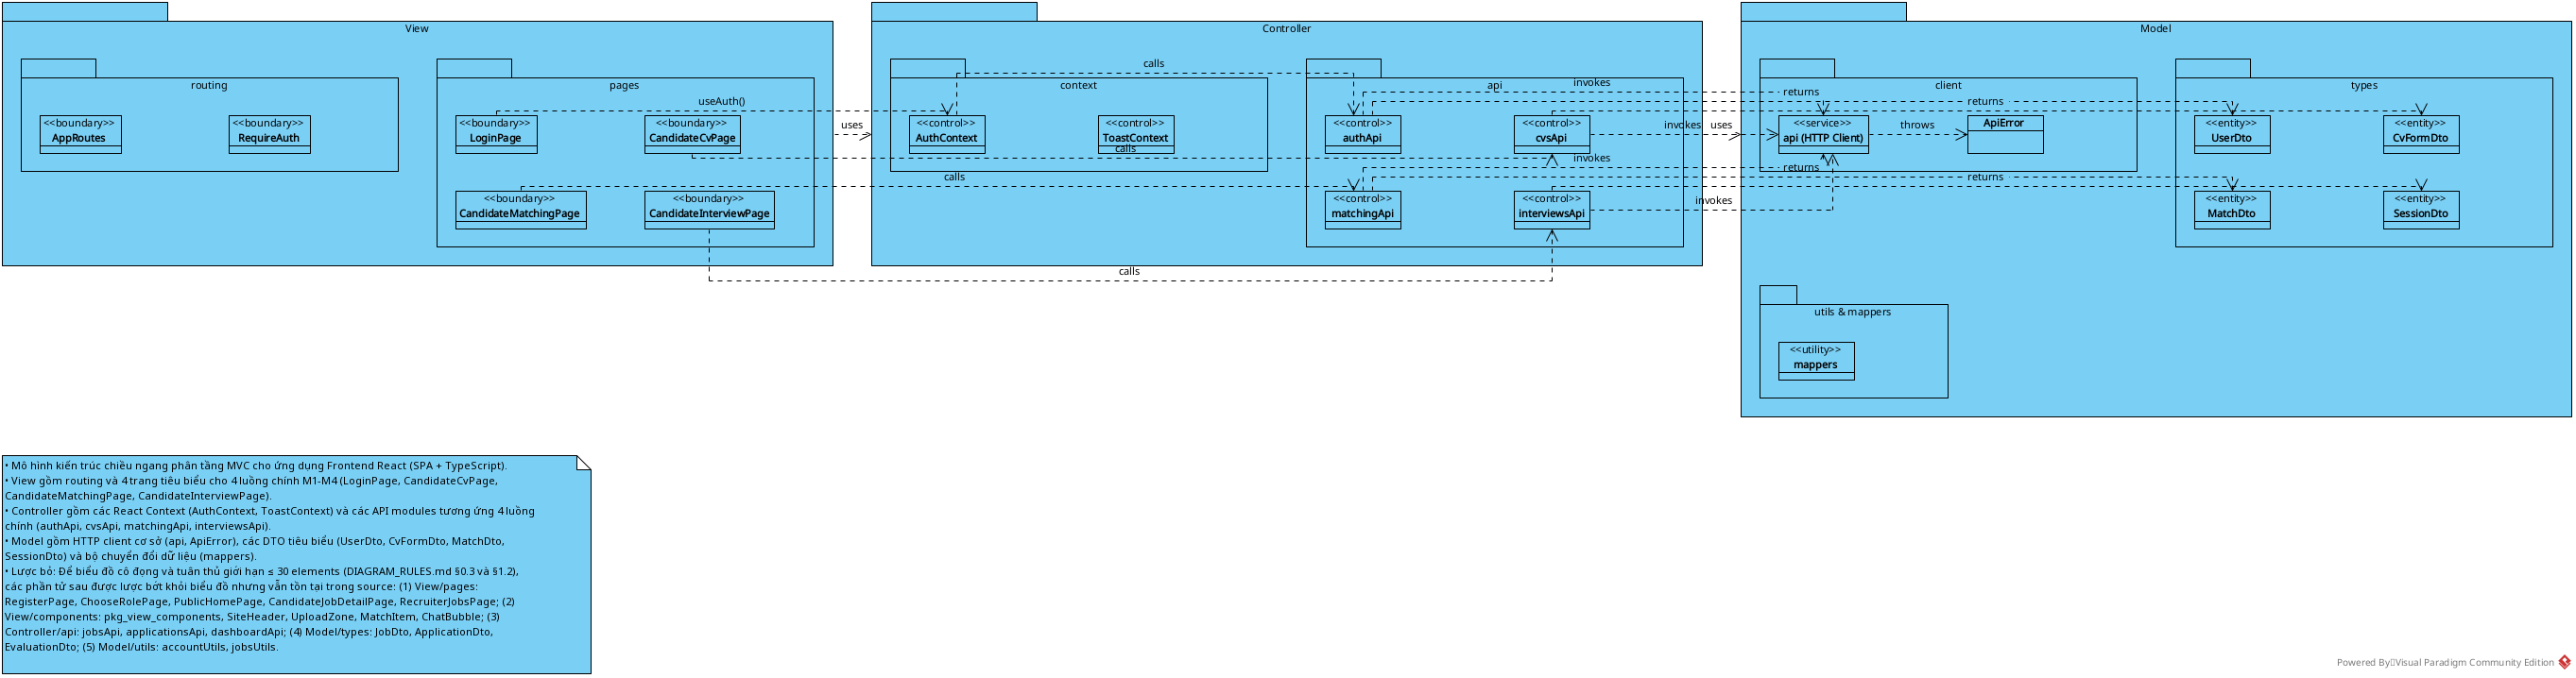 View
Controller
Model
routing
pages
context
api
client
types
calls
invokes
returns
useAuth()
returns
<<boundary>>
AppRoutes
<<boundary>>
RequireAuth
<<boundary>>
LoginPage
<<boundary>>
CandidateCvPage
uses
<<control>>
AuthContext
<<control>>
ToastContext
<<control>>
authApi
<<control>>
cvsApi
invokes
uses
<<service>>
api (HTTP Client)
throws
ApiError
<<entity>>
UserDto
<<entity>>
CvFormDto
calls
invokes
calls
returns
returns
<<boundary>>
CandidateMatchingPage
<<boundary>>
CandidateInterviewPage
<<control>>
matchingApi
<<control>>
interviewsApi
invokes
<<entity>>
MatchDto
<<entity>>
SessionDto
calls
utils & mappers
<<utility>>
mappers
• Mô hình kiến trúc chiều ngang phân tầng MVC cho ứng dụng Frontend React (SPA + TypeScript).
• View gồm routing và 4 trang tiêu biểu cho 4 luồng chính M1-M4 (LoginPage, CandidateCvPage,
CandidateMatchingPage, CandidateInterviewPage).
• Controller gồm các React Context (AuthContext, ToastContext) và các API modules tương ứng 4 luồng
chính (authApi, cvsApi, matchingApi, interviewsApi).
• Model gồm HTTP client cơ sở (api, ApiError), các DTO tiêu biểu (UserDto, CvFormDto, MatchDto,
SessionDto) và bộ chuyển đổi dữ liệu (mappers).
• Lược bỏ: Để biểu đồ cô đọng và tuân thủ giới hạn ≤ 30 elements (DIAGRAM_RULES.md §0.3 và §1.2),
các phần tử sau được lược bớt khỏi biểu đồ nhưng vẫn tồn tại trong source: (1) View/pages:
RegisterPage, ChooseRolePage, PublicHomePage, CandidateJobDetailPage, RecruiterJobsPage; (2)
View/components: pkg_view_components, SiteHeader, UploadZone, MatchItem, ChatBubble; (3)
Controller/api: jobsApi, applicationsApi, dashboardApi; (4) Model/types: JobDto, ApplicationDto,
EvaluationDto; (5) Model/utils: accountUtils, jobsUtils.
Powered By Visual Paradigm Community Edition